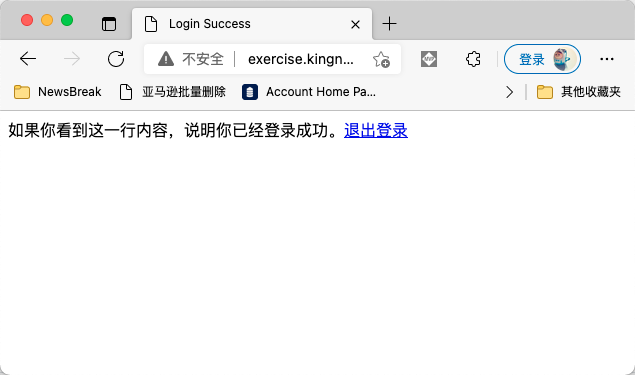 Login Success
不安全 exercise.kingn...
登录
NewsBreak 亚马逊批量删除 Account Home Pa... 其他收藏夹
如果你看到这一行内容，说明你已经登录成功。退出登录